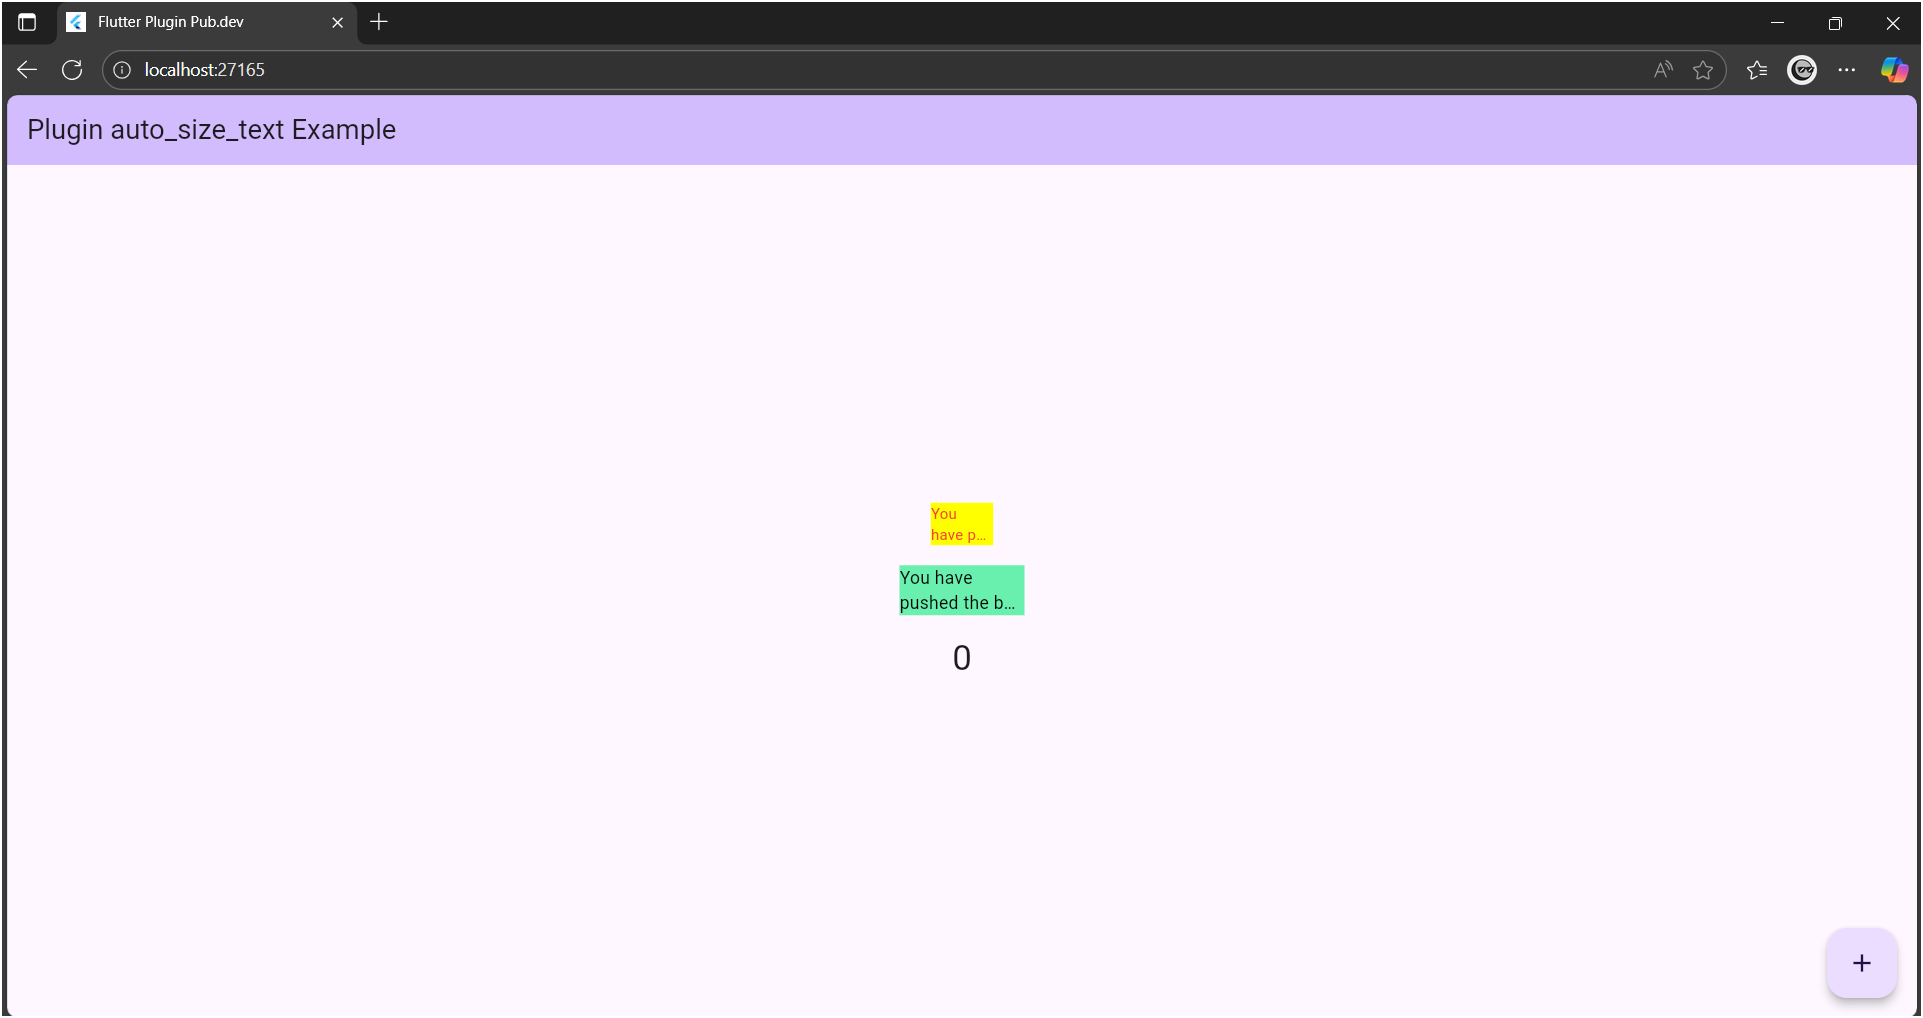 Flutter Plugin Pub.dev
localhost:27165
Plugin auto_size_text Example
You
have p...
You have
pushed the b...
0